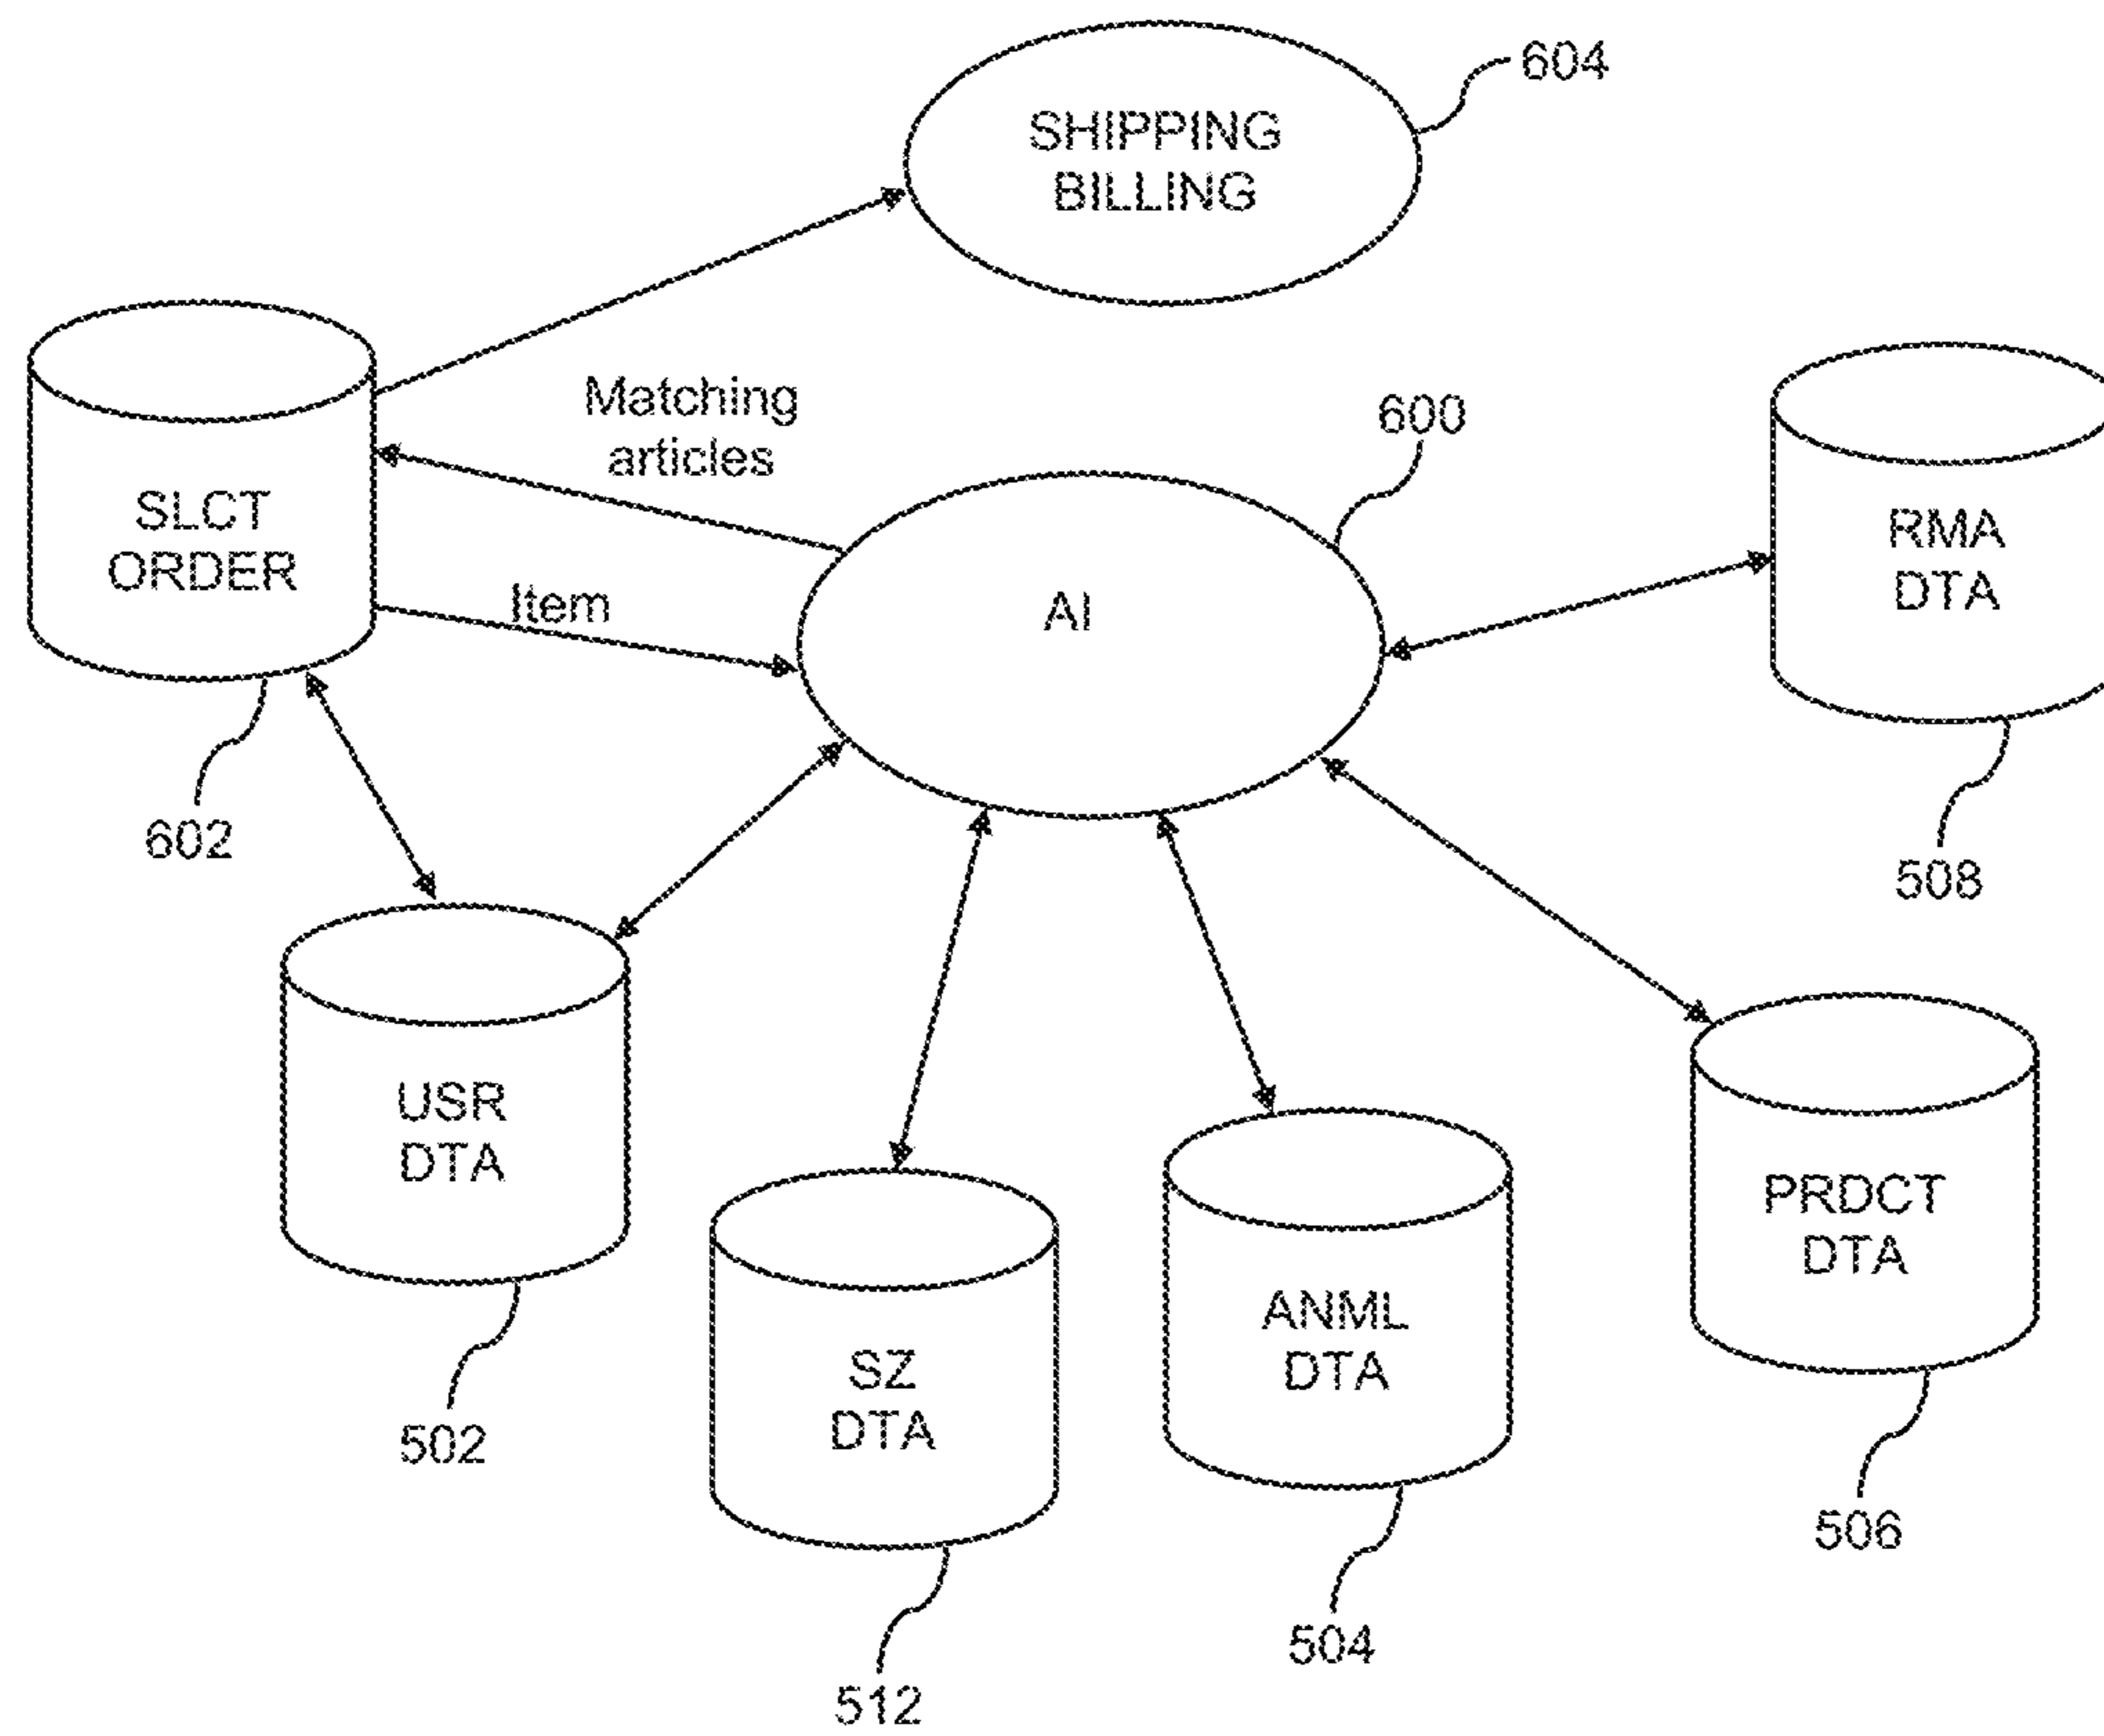 604
SHIPPING
BILLING
Matching
articles
600
SLCT
ORDER
RMA
DTA
Item
AI
602
508
USR
DTA
PRDCT
DTA
ANML
DTA
SZ
DTA
502
506
504
512